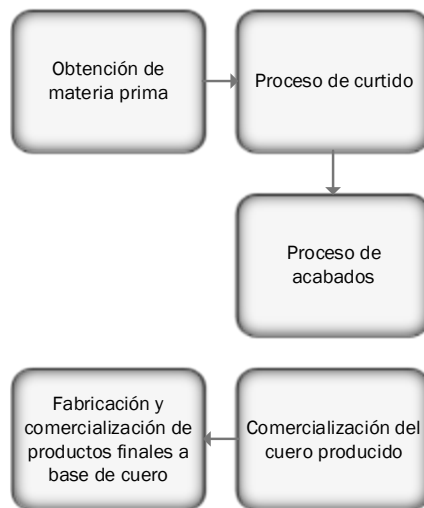 Obtención de
materia prima
Proceso de curtido
Proceso de
acabados
Comercialización del
cuero producido
Fabricación y
comercialización de
productos finales a
base de cuero